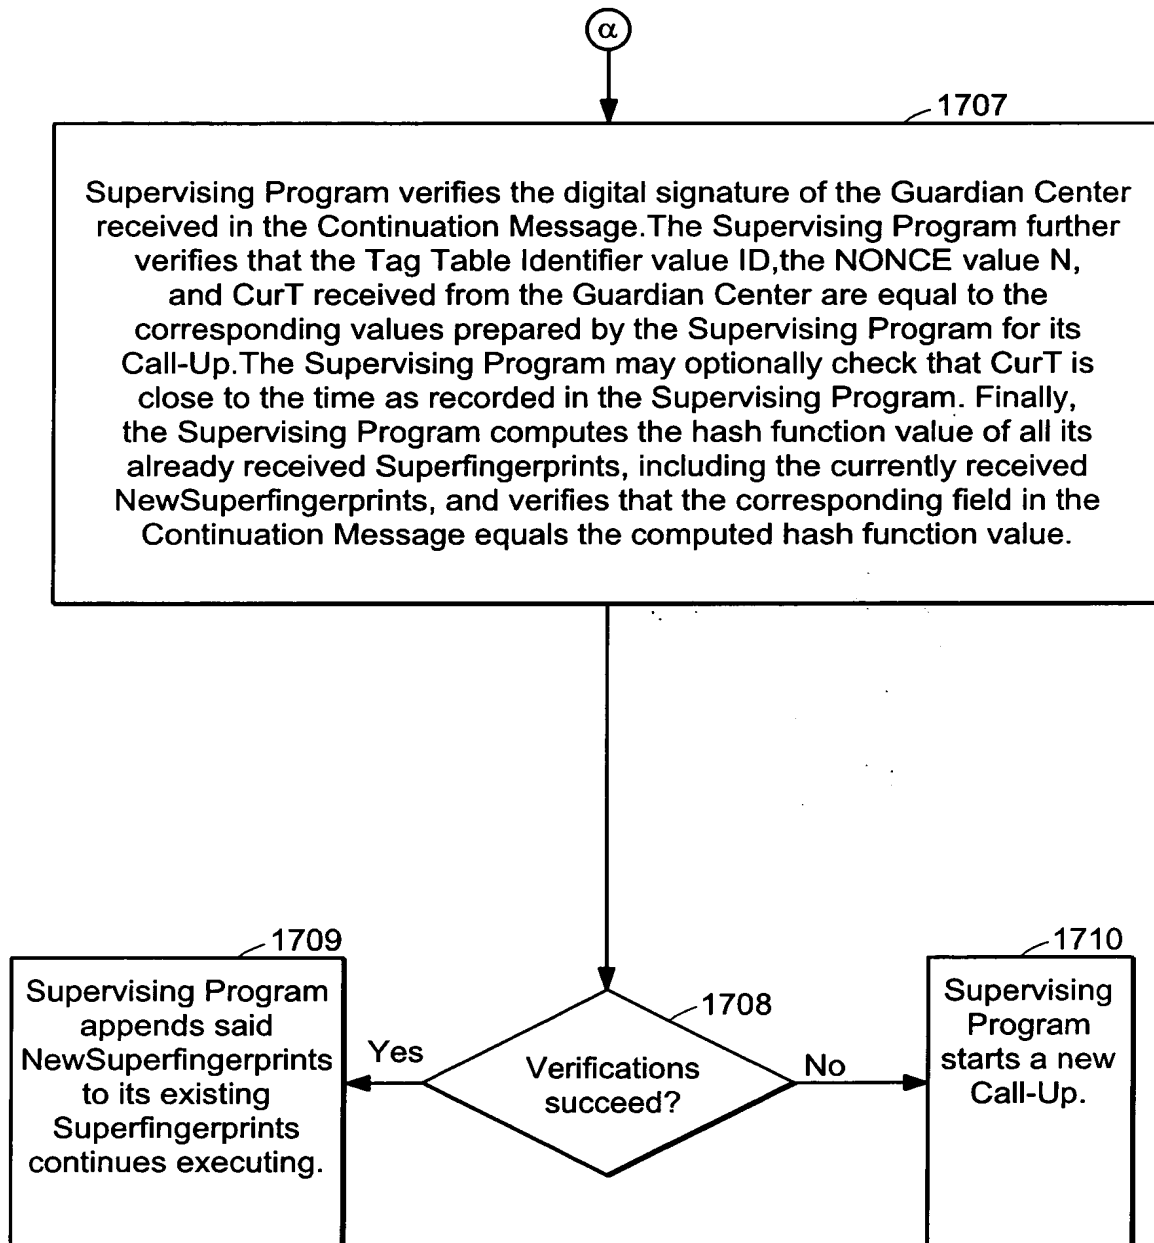 α
1707
Supervising Program verifies the digital signature of the Guardian Center
received in the Continuation Message.The Supervising Program further
verifies that the Tag Table Identifier value ID,the NONCE value N,
and CurT received from the Guardian Center are equal to the
corresponding values prepared by the Supervising Program for its
Call-Up.The Supervising Program may optionally check that CurT is
close to the time as recorded in the Supervising Program. Finally,
the Supervising Program computes the hash function value of all its
already received Superfingerprints, including the currently received
NewSuperfingerprints, and verifies that the corresponding field in the
Continuation Message equals the computed hash function value.
1709
Supervising Program
appends said
NewSuperfingerprints
to its existing
Superfingerprints
continues executing.
Yes
1708
Verifications
succeed?
No
1710
Supervising
Program
starts a new
Call-Up.